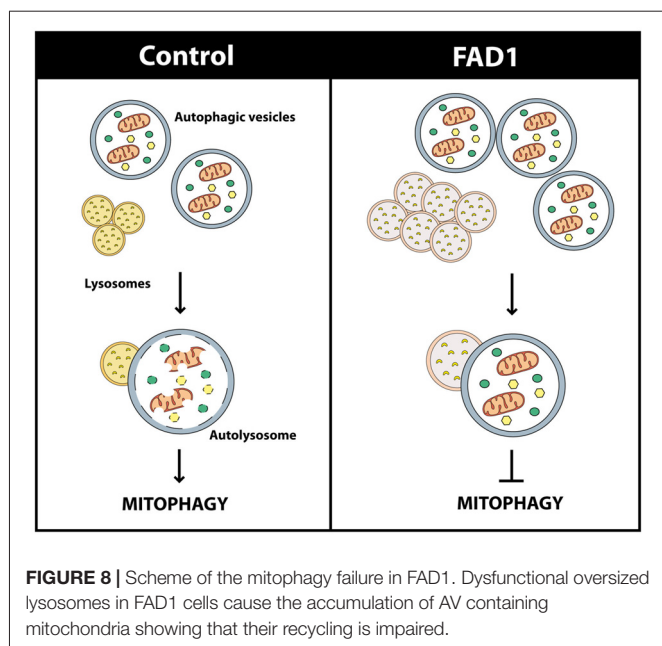 Control
FAD1
Autophagic vesicles
Lysosomes
Autolysosome
MITOPHAGY
MITOPHAGY
FIGURE 8 | Scheme of the mitophagy failure in FAD1. Dysfunctional oversized
lysosomes in FAD1 cells cause the accumulation of AV containing
mitochondria showing that their recycling is impaired.